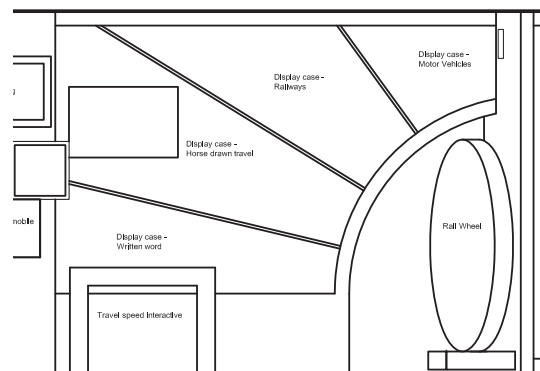 Display case -
Motor Vehicles
Display case -
Railways
Display case -
Horse drawn travel
Display case -
Written word
Rail Wheel
Travel speed Interactive